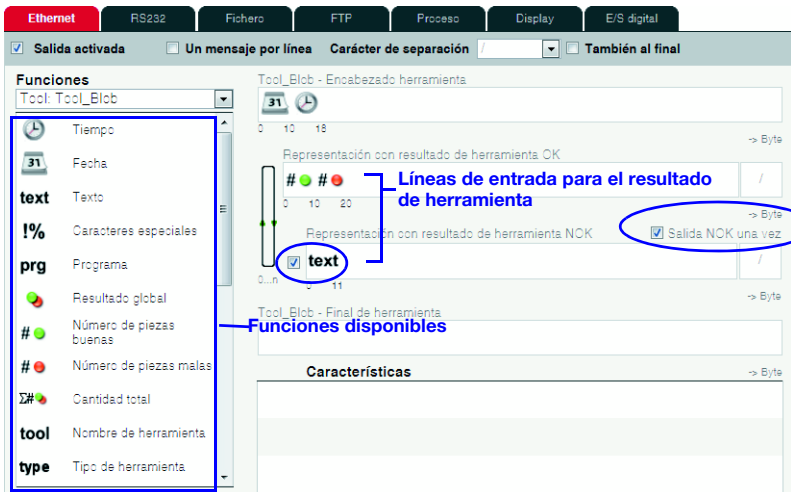 Ethernet RS232 Fichero FTP Proceso Display E/S digital
Salida activada Un mensaje por línea Carácter de separación / También al final
Funciones
Tool: Tool_Blob
Tiempo
31 Fecha
text Texto
!% Caracteres especiales
prg Programa
Resultado global
# Número de piezas
buenas
# Número de piezas malas
Σ# Cantidad total
tool Nombre de herramienta
type Tipo de herramienta
Funciones disponibles
Tool_Blob - Encabezado herramienta
31
0 10 18
-> Byte
Representación con resultado de herramienta OK
# # /
0 10 20
-> Byte
Líneas de entrada para el resultado
de herramienta
Representación con resultado de herramienta NOK Salida NOK una vez
text /
0...n 0 11
-> Byte
Tool_Blob - Final de herramienta
Características -> Byte